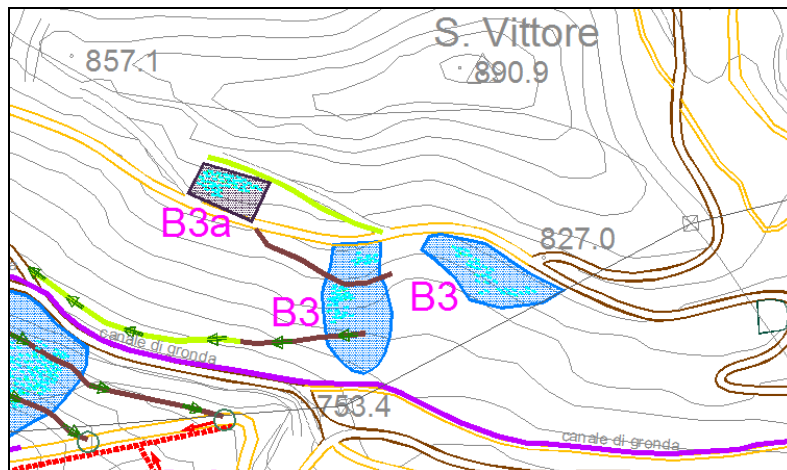 S. Vittore
857.1
890.9
B3a
827.0
B3
B3
canale di gronda
753.4
canale di gronda